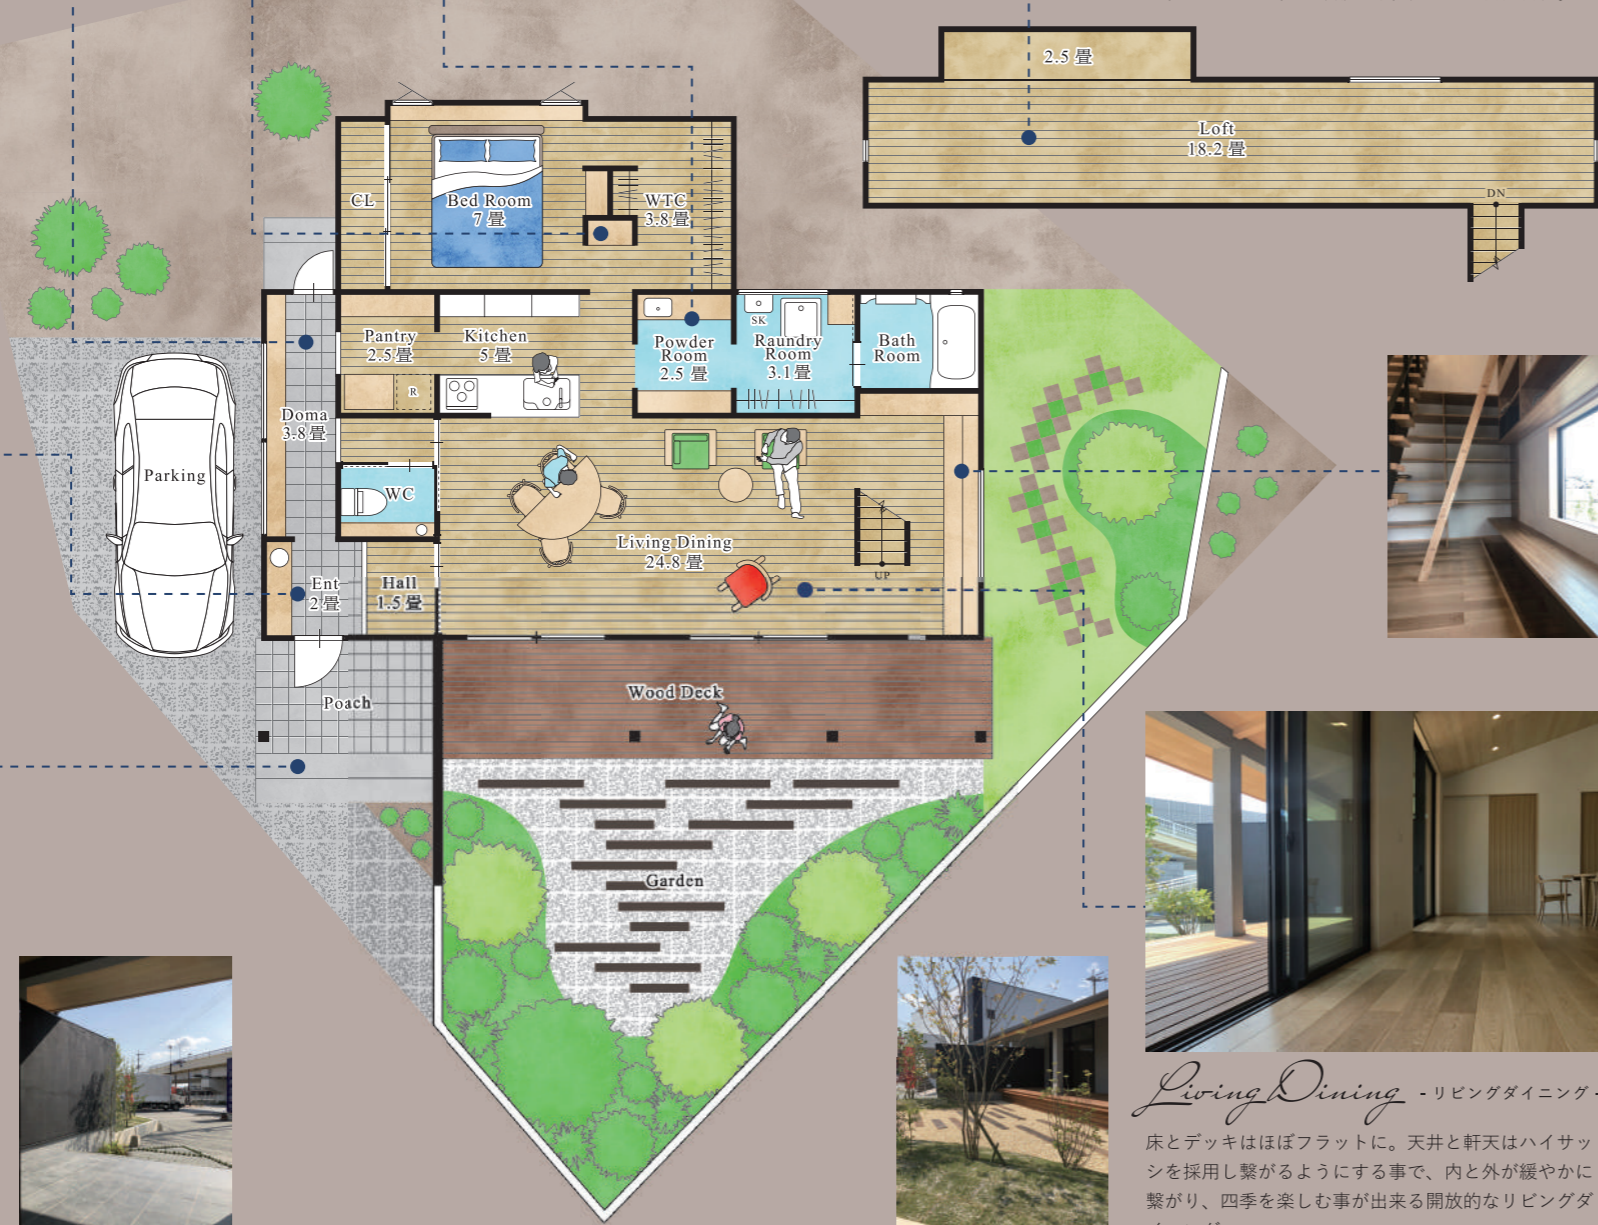 2.5 畳
Loft
18.2 畳
DN
CL
Bed Room
7 畳
WTC
3.8 畳
Pantry
2.5 畳
Kitchen
5 畳
R
Powder
Room
2.5 畳
SK
Raundry
Room
3.1 畳
Bath
Room
Doma
3.8 畳
Parking
WC
Living Dining
24.8 畳
UP
Ent
2 畳
Hall
1.5 畳
Poach
Wood Deck
Garden
Living Dining - リビングダイニング -
床とデッキはほぼフラットに。天井と軒天はハイサッ
シを採用し繋がるようにする事で、内と外が緩やかに
繋がり、四季を楽しむ事が出来る開放的なリビングダ